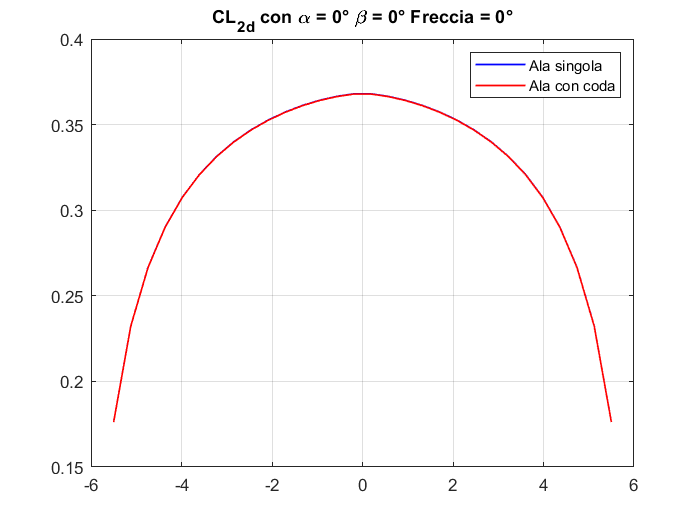 CL2d con α = 0° β = 0° Freccia = 0°
Ala singola
Ala con coda
0.4
0.35
0.3
0.25
0.2
0.15
-6 -4 -2 0 2 4 6